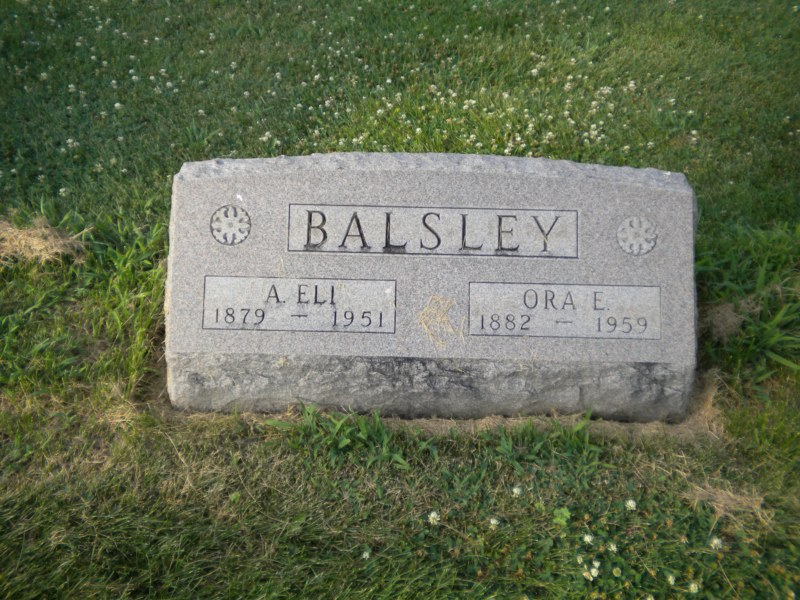 BALSLEY
A. ELI
1879 — 1951
ORA E.
1882 — 1959